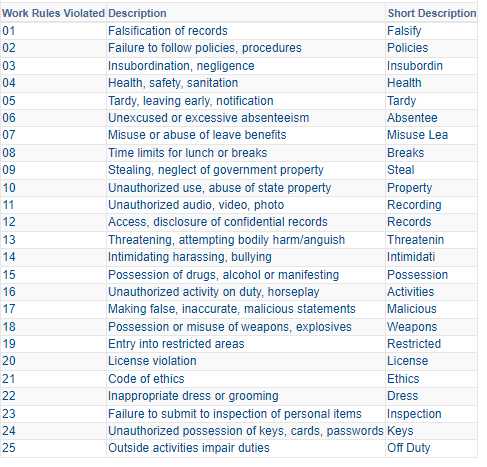 Work Rules Violated Description Short Description
01 Falsification of records Falsify
02 Failure to follow policies, procedures Policies
03 Insubordination, negligence Insubordin
04 Health, safety, sanitation Health
05 Tardy, leaving early, notification Tardy
06 Unexcused or excessive absenteeism Absentee
07 Misuse or abuse of leave benefits Misuse Lea
08 Time limits for lunch or breaks Breaks
09 Stealing, neglect of government property Steal
10 Unauthorized use, abuse of state property Property
11 Unauthorized audio, video, photo Recording
12 Access, disclosure of confidential records Records
13 Threatening, attempting bodily harm/anguish Threatenin
14 Intimidating harassing, bullying Intimidati
15 Possession of drugs, alcohol or manifesting Possession
16 Unauthorized activity on duty, horseplay Activities
17 Making false, inaccurate, malicious statements Malicious
18 Possession or misuse of weapons, explosives Weapons
19 Entry into restricted areas Restricted
20 License violation License
21 Code of ethics Ethics
22 Inappropriate dress or grooming Dress
23 Failure to submit to inspection of personal items Inspection
24 Unauthorized possession of keys, cards, passwords Keys
25 Outside activities impair duties Off Duty